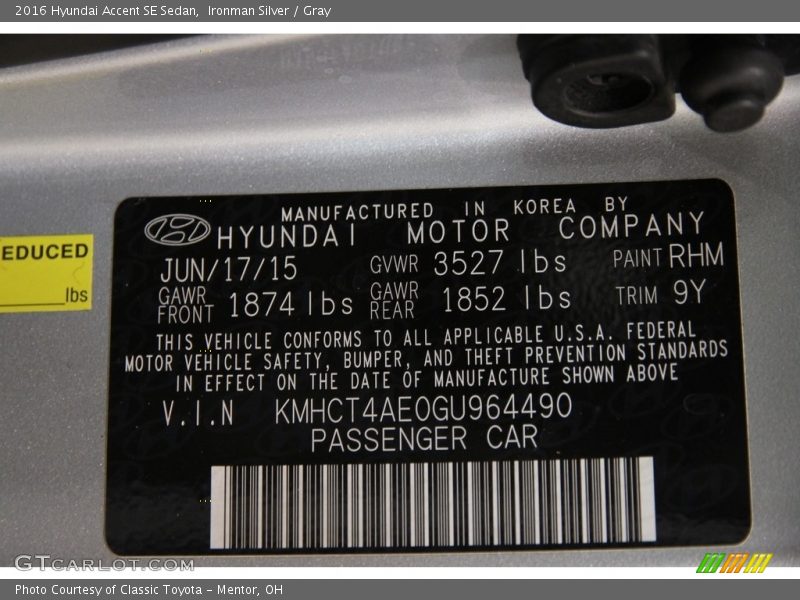 2016 Hyundai Accent SE Sedan, Ironman Silver / Gray
MANUFACTURED IN KOREA BY
HYUNDAI MOTOR COMPANY
JUN/17/15 GVWR 3527 lbs PAINT RHM
GAWR FRONT 1874 lbs GAWR REAR 1852 lbs TRIM 9Y
THIS VEHICLE CONFORMS TO ALL APPLICABLE U.S.A. FEDERAL
MOTOR VEHICLE SAFETY, BUMPER, AND THEFT PREVENTION STANDARDS
IN EFFECT ON THE DATE OF MANUFACTURE SHOWN ABOVE
V.I.N KMHCT4AE0GU964490
PASSENGER CAR
EDUCED
lbs
GTCARLOT.COM
Photo Courtesy of Classic Toyota - Mentor, OH